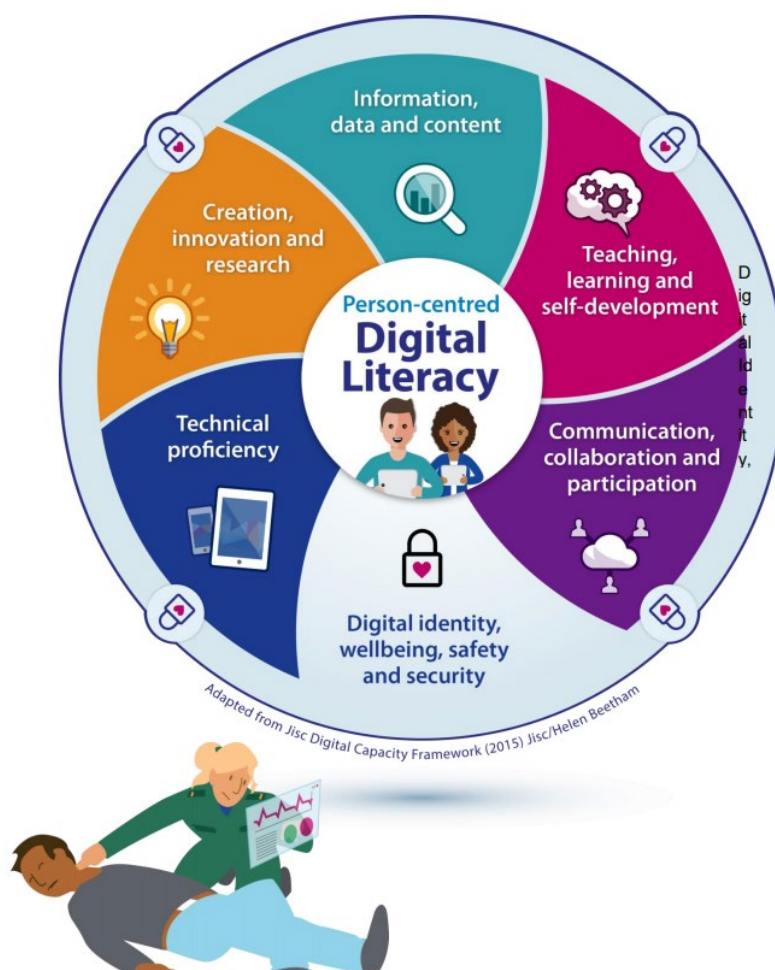 Information,
data and content
Creation,
innovation and
research
Teaching,
learning and
self-development
Person-centred
Digital
Literacy
Technical
proficiency
Communication,
collaboration and
participation
Digital identity,
wellbeing, safety
and security
D
ig
it
al
Id
e
nt
it
y,
Adapted from Jisc Digital Capacity Framework (2015) Jisc/Helen Beetham